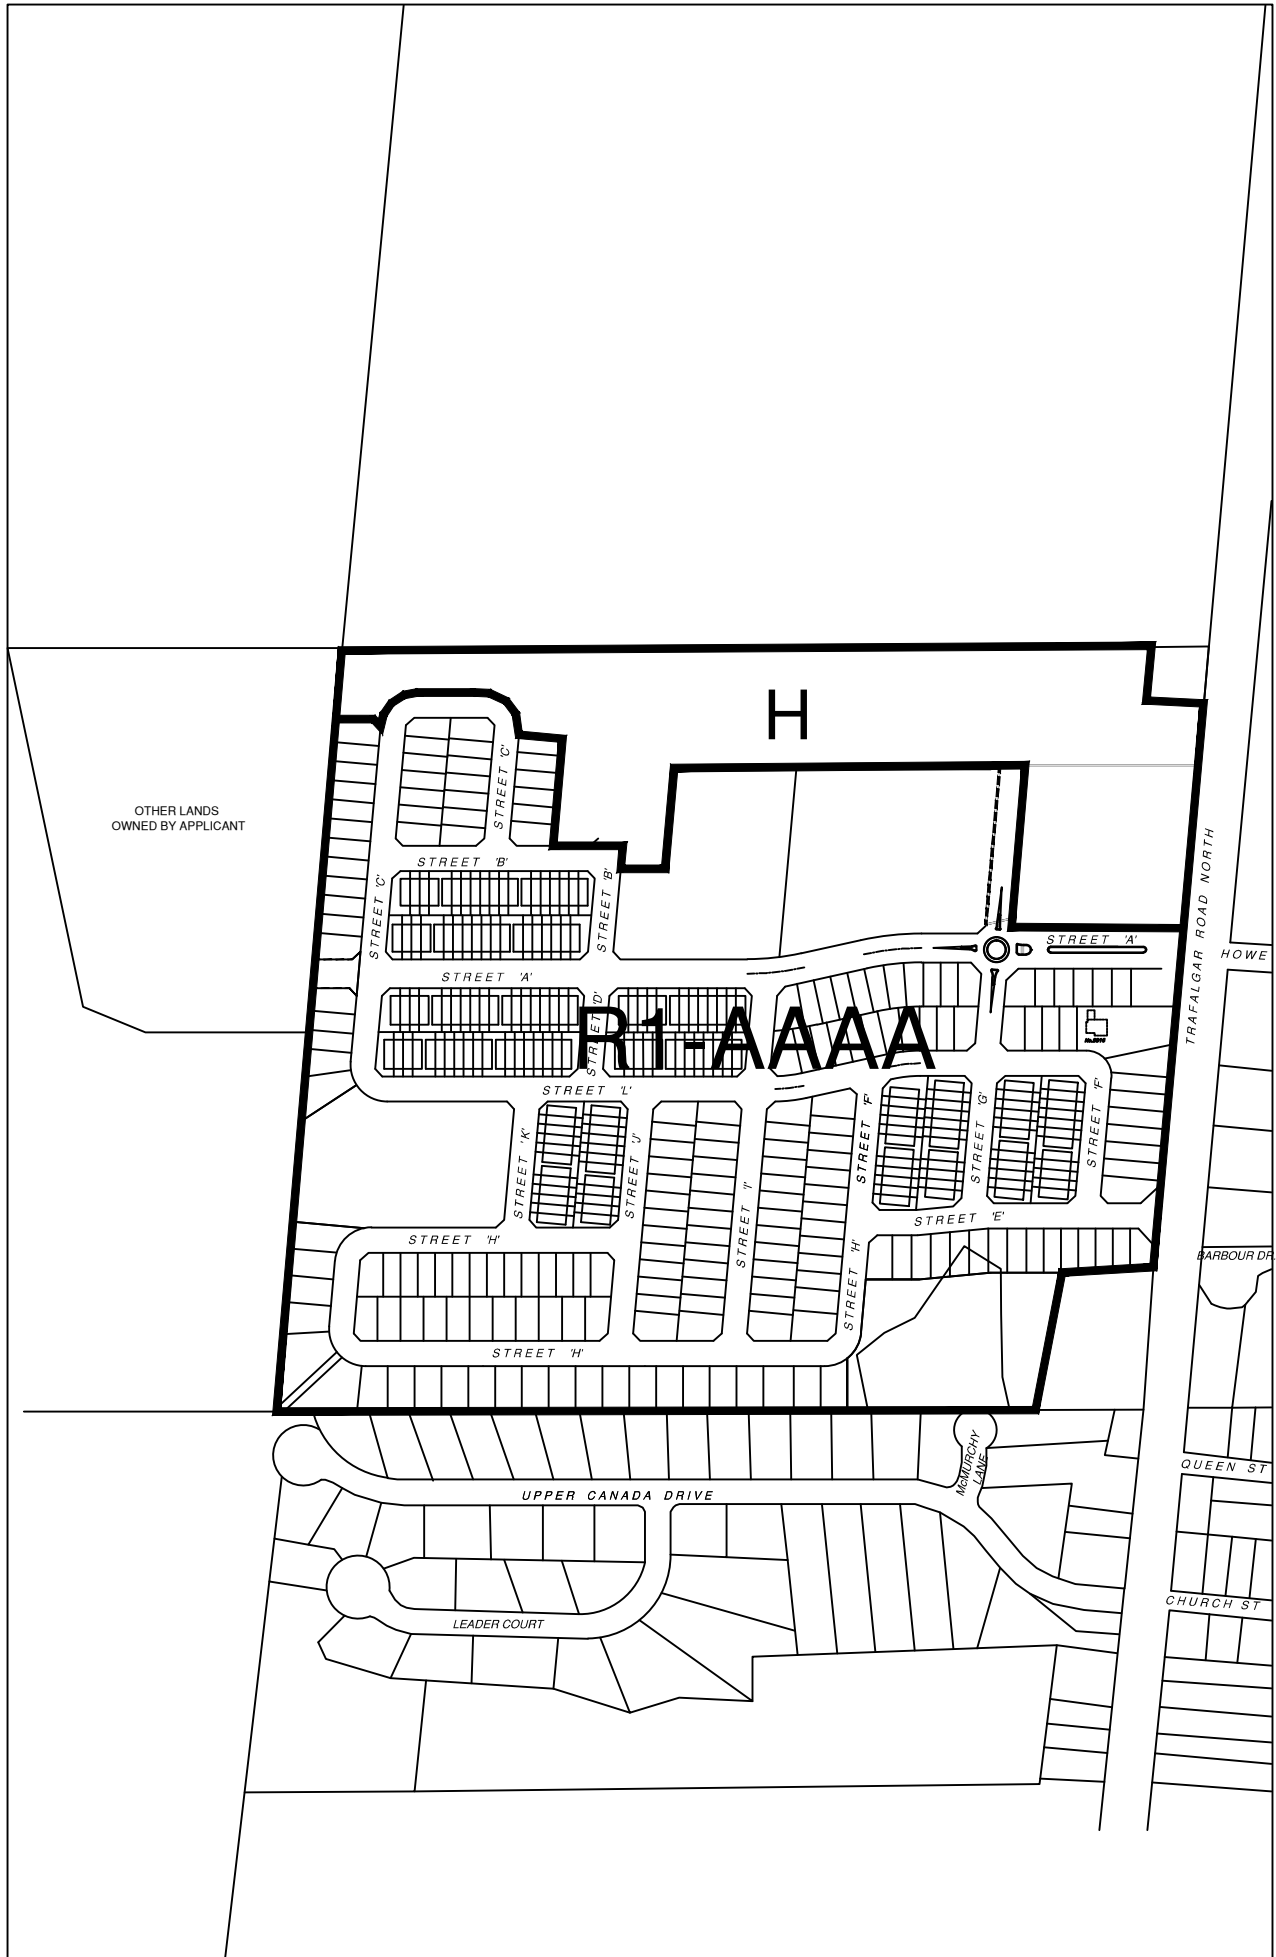 H
STREET 'C'
OTHER LANDS
OWNED BY APPLICANT
STREET 'B'
STREET 'C'
STREET 'B'
TRAFALGAR ROAD NORTH
STREET 'A'
HOWE
STREET 'A'
STREET 'D'
R1-AAAA
STREET 'L'
STREET 'K'
STREET 'J'
STREET 'I'
STREET 'F'
STREET 'G'
STREET 'F'
STREET 'E'
STREET 'H'
STREET 'H'
BARBOUR DR.
STREET 'H'
McMURCHY
LANE
QUEEN ST
UPPER CANADA DRIVE
CHURCH ST
LEADER COURT